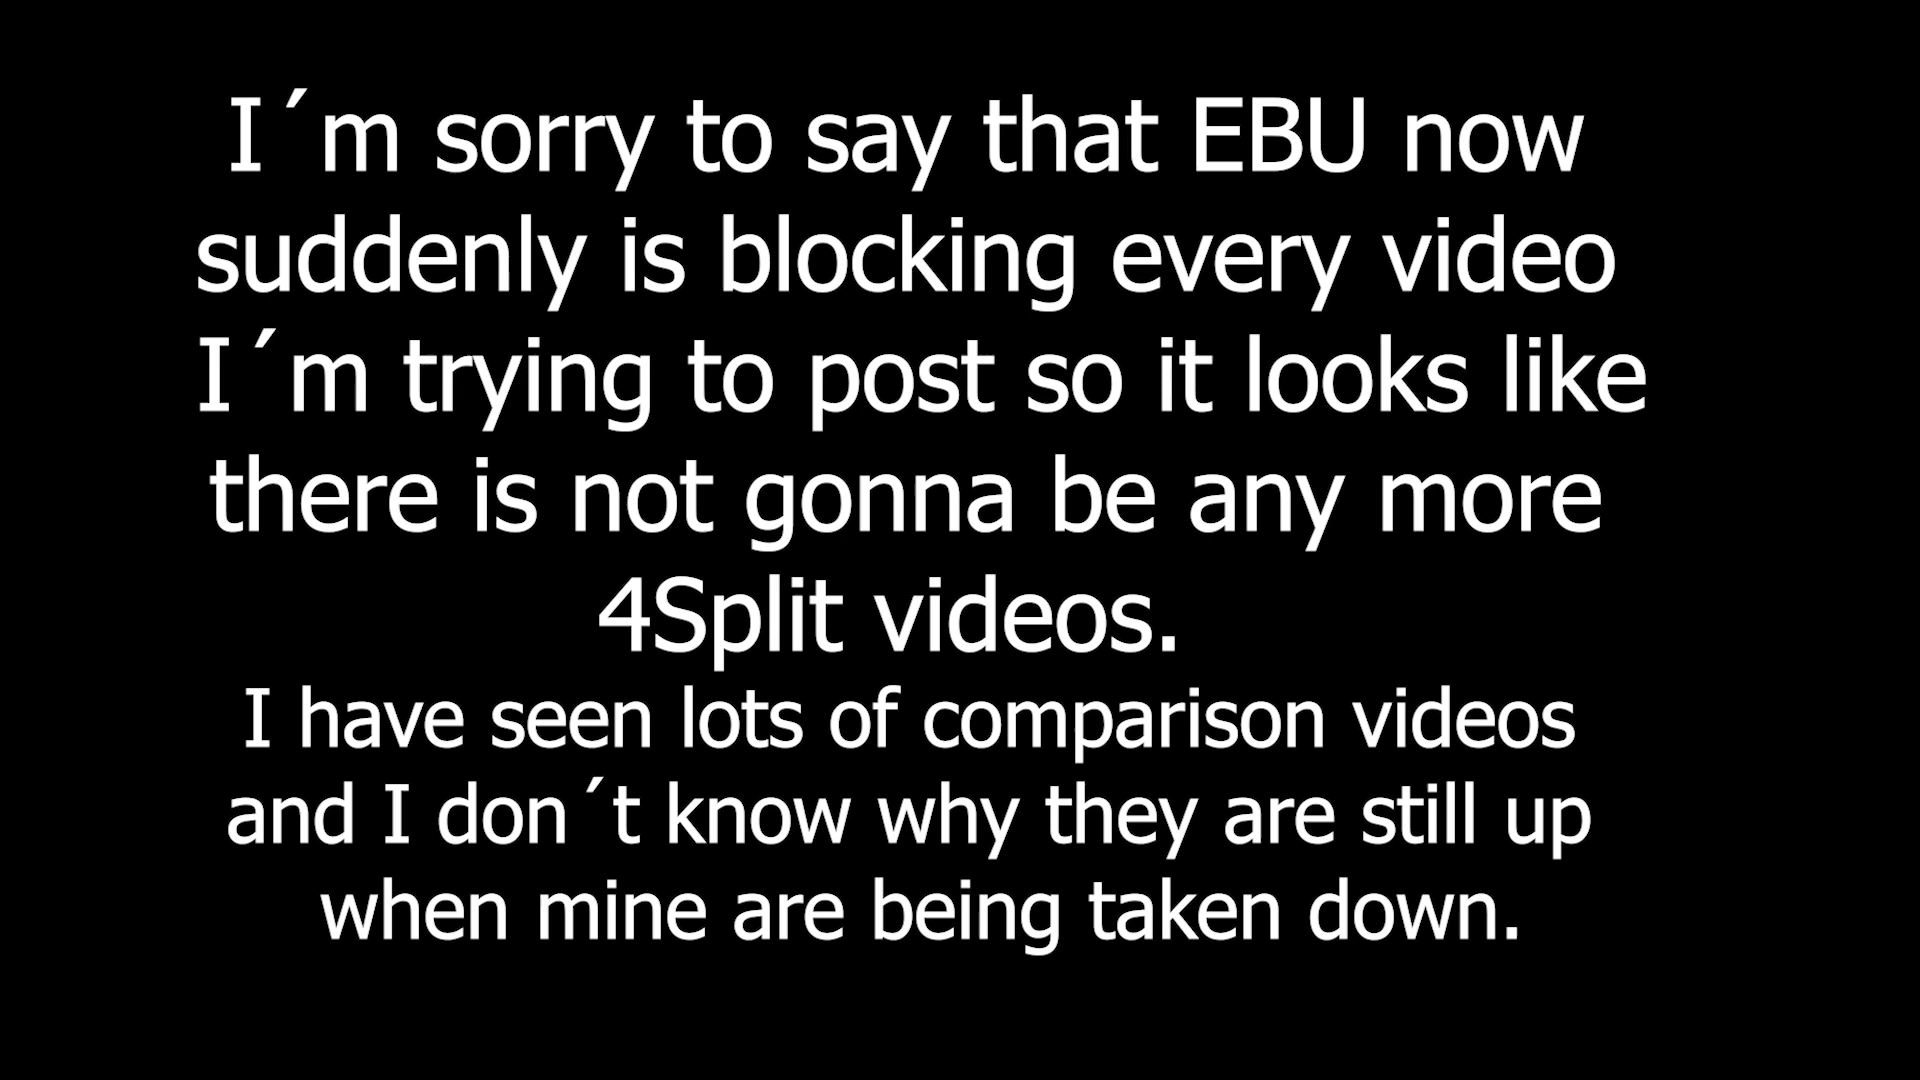 I´m sorry to say that EBU now
suddenly is blocking every video
I´m trying to post so it looks like
there is not gonna be any more
4Split videos.
I have seen lots of comparison videos
and I don´t know why they are still up
when mine are being taken down.